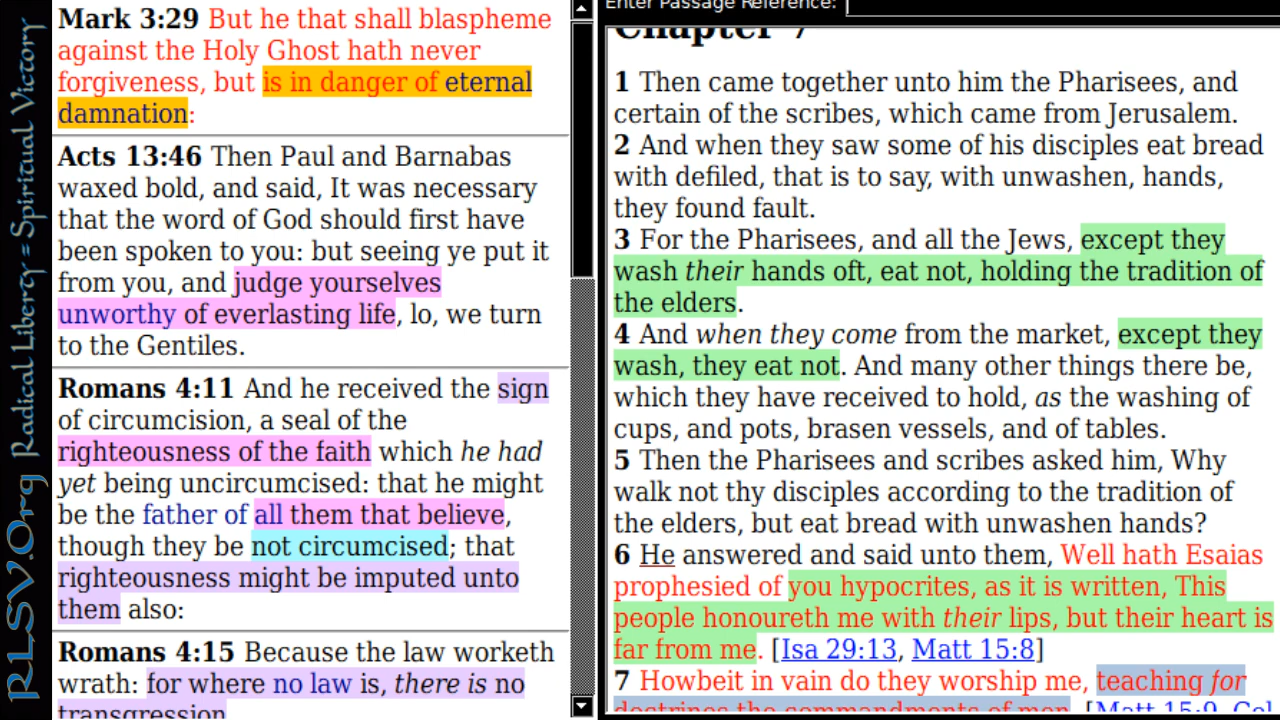 RLSV.Org Radical Liberty = Spiritual Victory
Mark 3:29 But he that shall blaspheme
against the Holy Ghost hath never
forgiveness, but is in danger of eternal
damnation:
Acts 13:46 Then Paul and Barnabas
waxed bold, and said, It was necessary
that the word of God should first have
been spoken to you: but seeing ye put it
from you, and judge yourselves
unworthy of everlasting life, lo, we turn
to the Gentiles.
Romans 4:11 And he received the sign
of circumcision, a seal of the
righteousness of the faith which he had
yet being uncircumcised: that he might
be the father of all them that believe,
though they be not circumcised; that
righteousness might be imputed unto
them also:
Romans 4:15 Because the law worketh
wrath: for where no law is, there is no
transgression
Enter Passage Reference:
Chapter 7
1 Then came together unto him the Pharisees, and
certain of the scribes, which came from Jerusalem.
2 And when they saw some of his disciples eat bread
with defiled, that is to say, with unwashen, hands,
they found fault.
3 For the Pharisees, and all the Jews, except they
wash their hands oft, eat not, holding the tradition of
the elders.
4 And when they come from the market, except they
wash, they eat not. And many other things there be,
which they have received to hold, as the washing of
cups, and pots, brasen vessels, and of tables.
5 Then the Pharisees and scribes asked him, Why
walk not thy disciples according to the tradition of
the elders, but eat bread with unwashen hands?
6 He answered and said unto them, Well hath Esaias
prophesied of you hypocrites, as it is written, This
people honoureth me with their lips, but their heart is
far from me. [Isa 29:13, Matt 15:8]
7 Howbeit in vain do they worship me, teaching for
doctrines the commandments of men. [Matt 15:9, Col